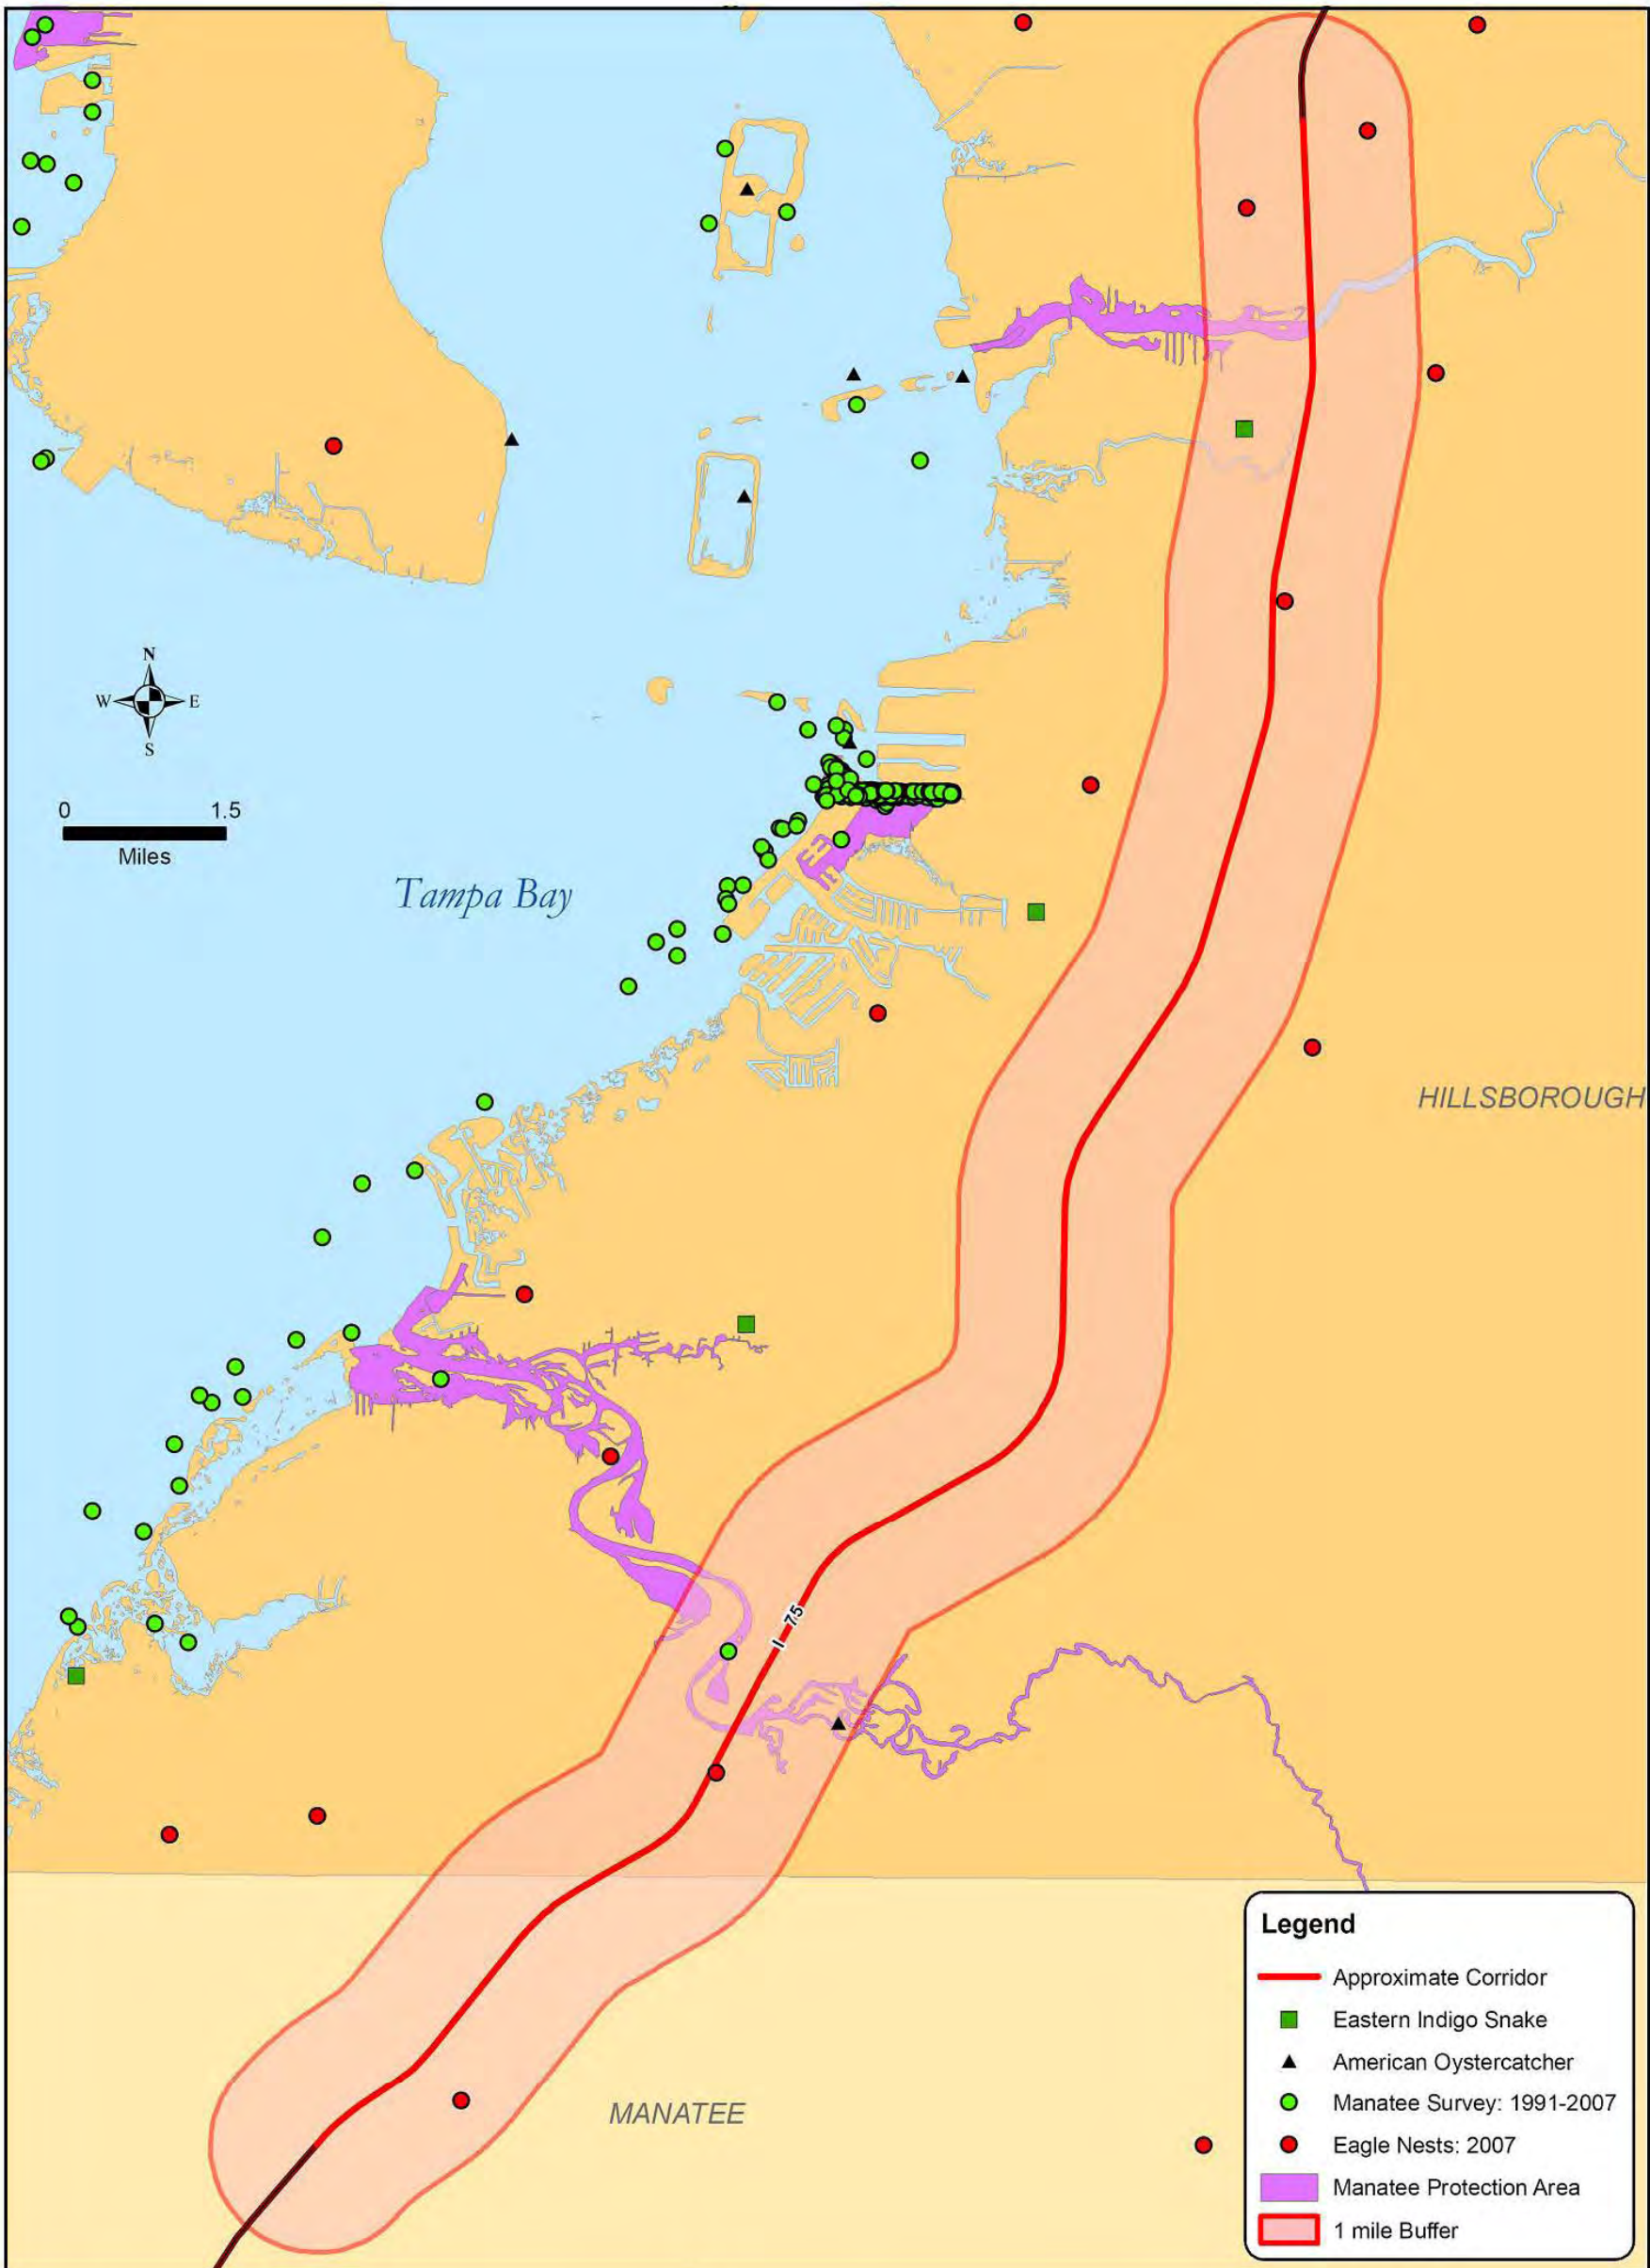 N
W E
S
0 1.5
Miles
Tampa Bay
HILLSBOROUGH
I - 75
MANATEE
Legend
Approximate Corridor
Eastern Indigo Snake
American Oystercatcher
Manatee Survey: 1991-2007
Eagle Nests: 2007
Manatee Protection Area
1 mile Buffer